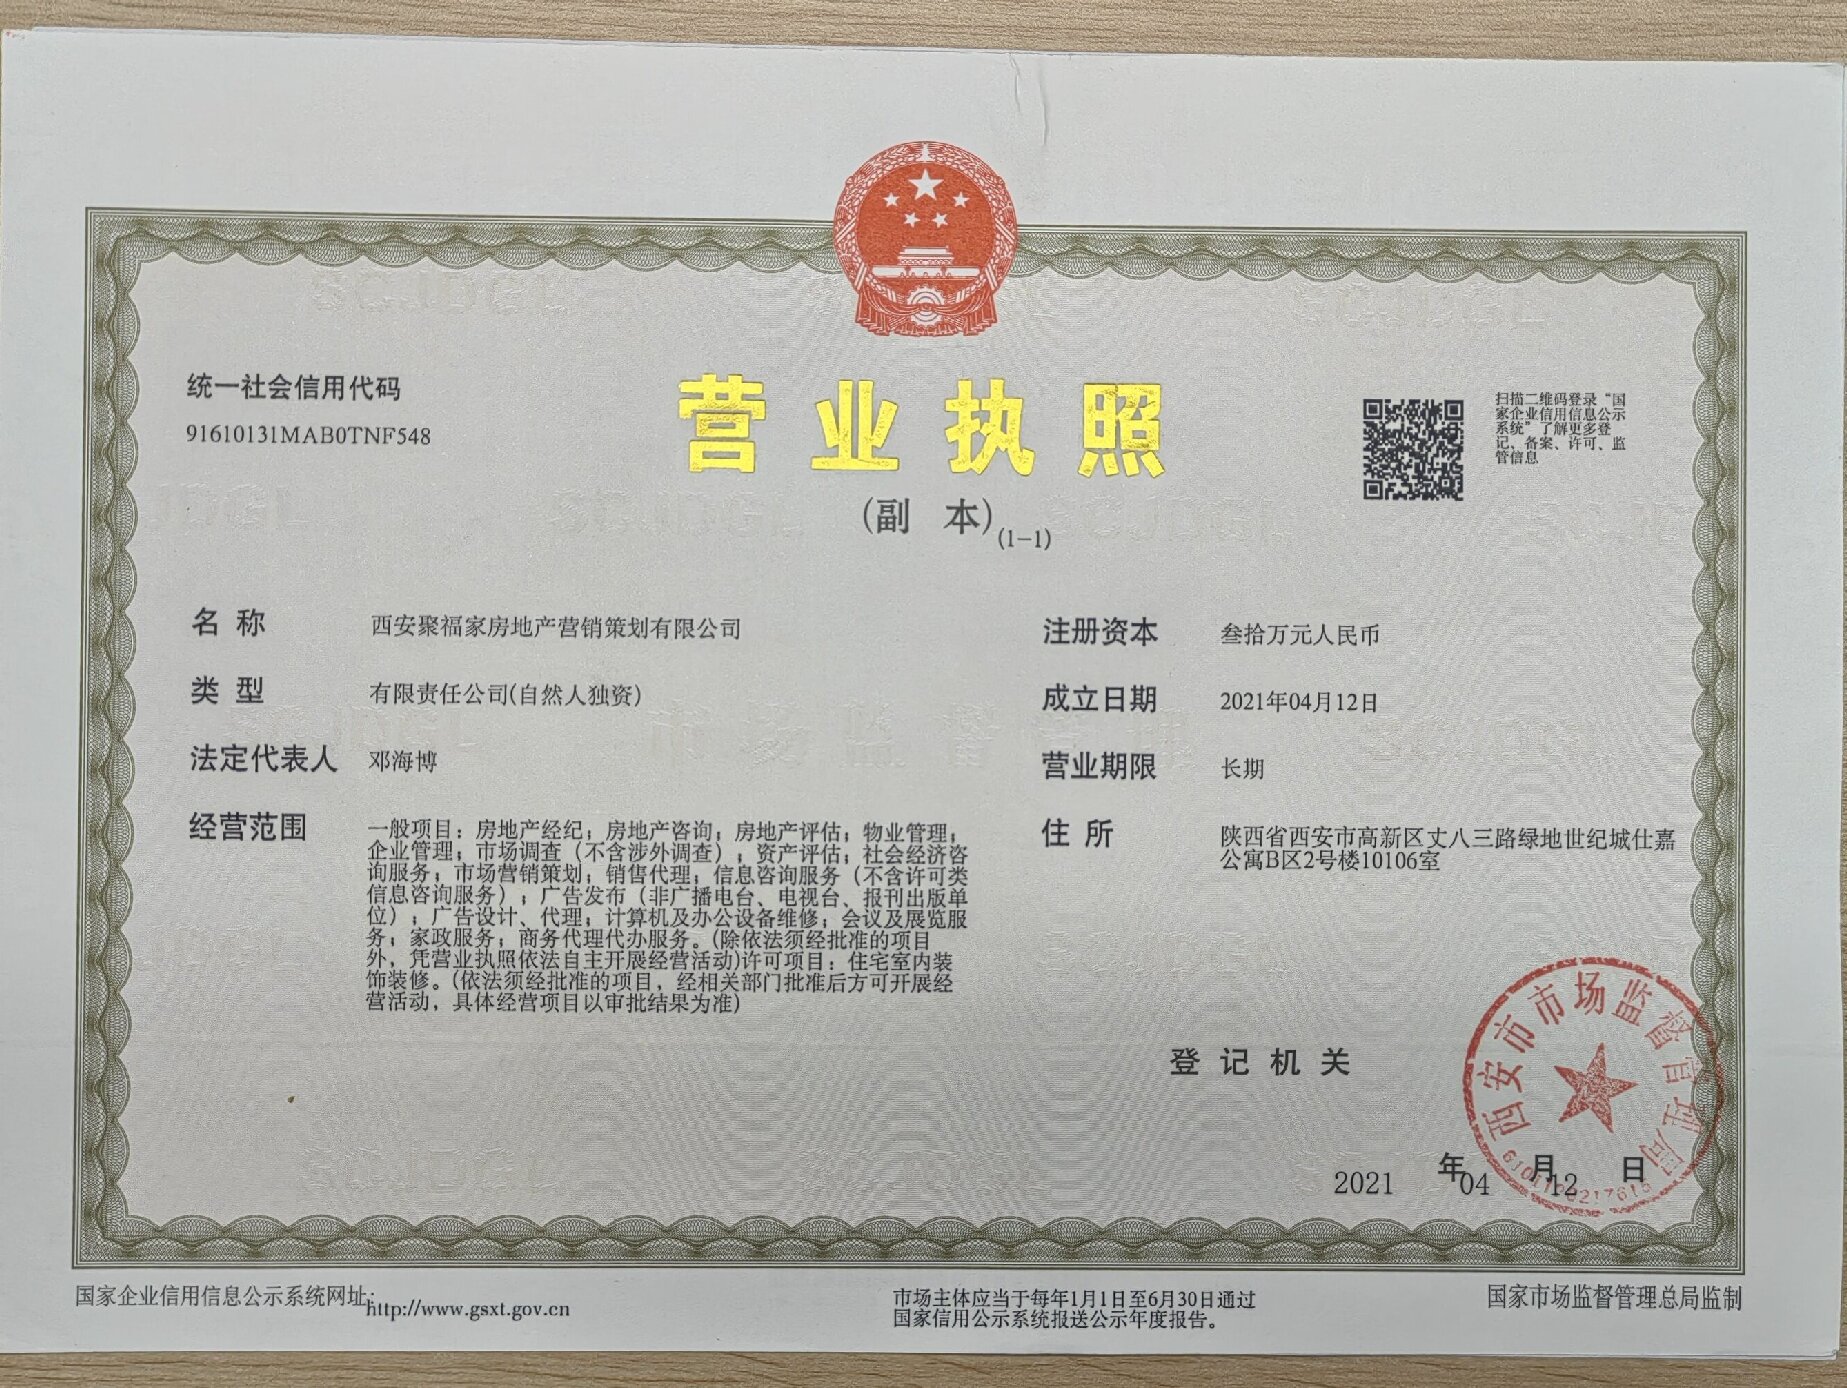 统一社会信用代码
91610131MAB0TNF548
营业执照
(副 本)(1-1)
扫描二维码登录“国
家企业信用信息公示
系统”了解更多登
记、备案、许可、监
管信息
名称 西安聚福家房地产营销策划有限公司
类型 有限责任公司(自然人独资)
法定代表人 邓海博
经营范围 一般项目：房地产经纪；房地产咨询；房地产评估；物业管理；
企业管理；市场调查（不含涉外调查）；资产评估；社会经济咨
询服务；市场营销策划；销售代理；信息咨询服务（不含许可类
信息咨询服务）；广告发布（非广播电台、电视台、报刊出版单
位）；广告设计、代理；计算机及办公设备维修；会议及展览服
务；家政服务；商务代理代办服务。(除依法须经批准的项目
外，凭营业执照依法自主开展经营活动)许可项目：住宅室内装
饰装修。(依法须经批准的项目，经相关部门批准后方可开展经
营活动，具体经营项目以审批结果为准)
注册资本 叁拾万元人民币
成立日期 2021年04月12日
营业期限 长期
住所 陕西省西安市高新区丈八三路绿地世纪城仕嘉
公寓B区2号楼10106室
登记机关
西安市市场监督管理局
2021年04月12日
国家企业信用信息公示系统网址：http://www.gsxt.gov.cn
市场主体应当于每年1月1日至6月30日通过
国家信用公示系统报送公示年度报告。
国家市场监督管理总局监制